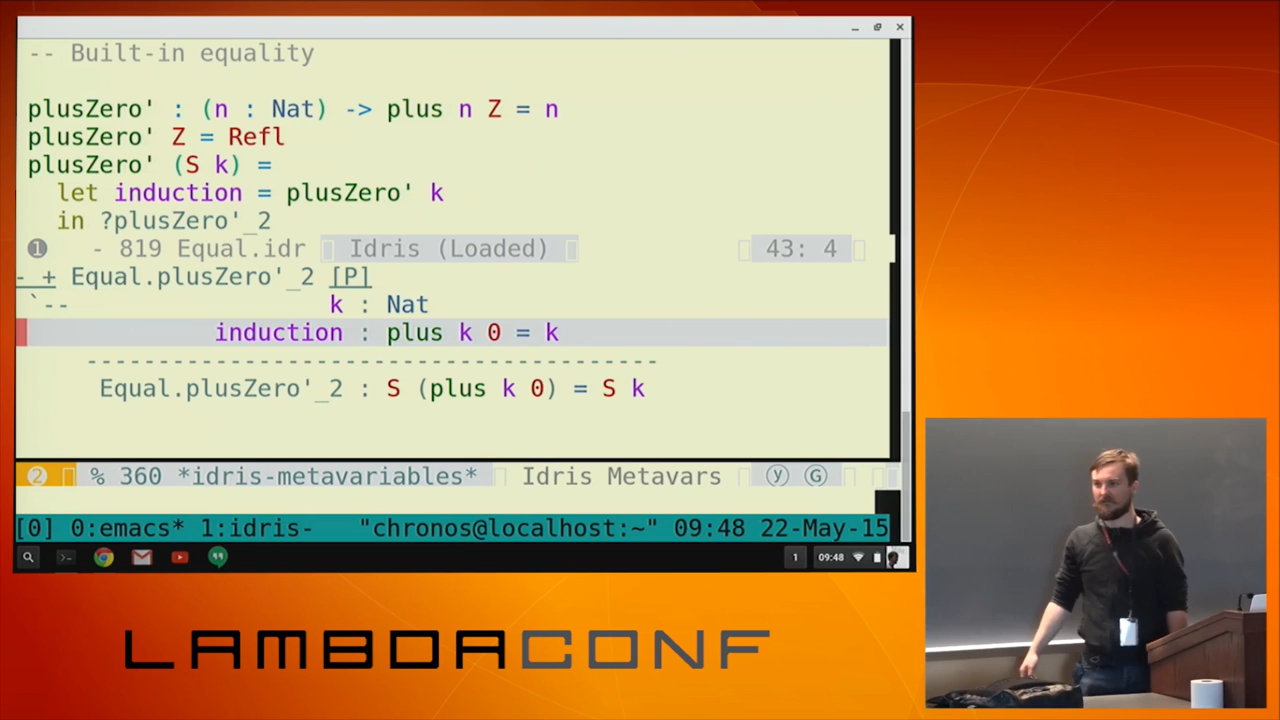 -- Built-in equality
plusZero' : (n : Nat) -> plus n Z = n
plusZero' Z = Refl
plusZero' (S k) =
let induction = plusZero' k
in ?plusZero'_2
1 - 819 Equal.idr Idris (Loaded) 43: 4
- + Equal.plusZero'_2 [P]
`-- k : Nat
induction : plus k 0 = k
----------------------------------------
Equal.plusZero'_2 : S (plus k 0) = S k
2 % 360 *idris-metavariables* Idris Metavars y G
[0] 0:emacs* 1:idris- "chronos@localhost:~" 09:48 22-May-15
1 09:48
LAMBDACONF